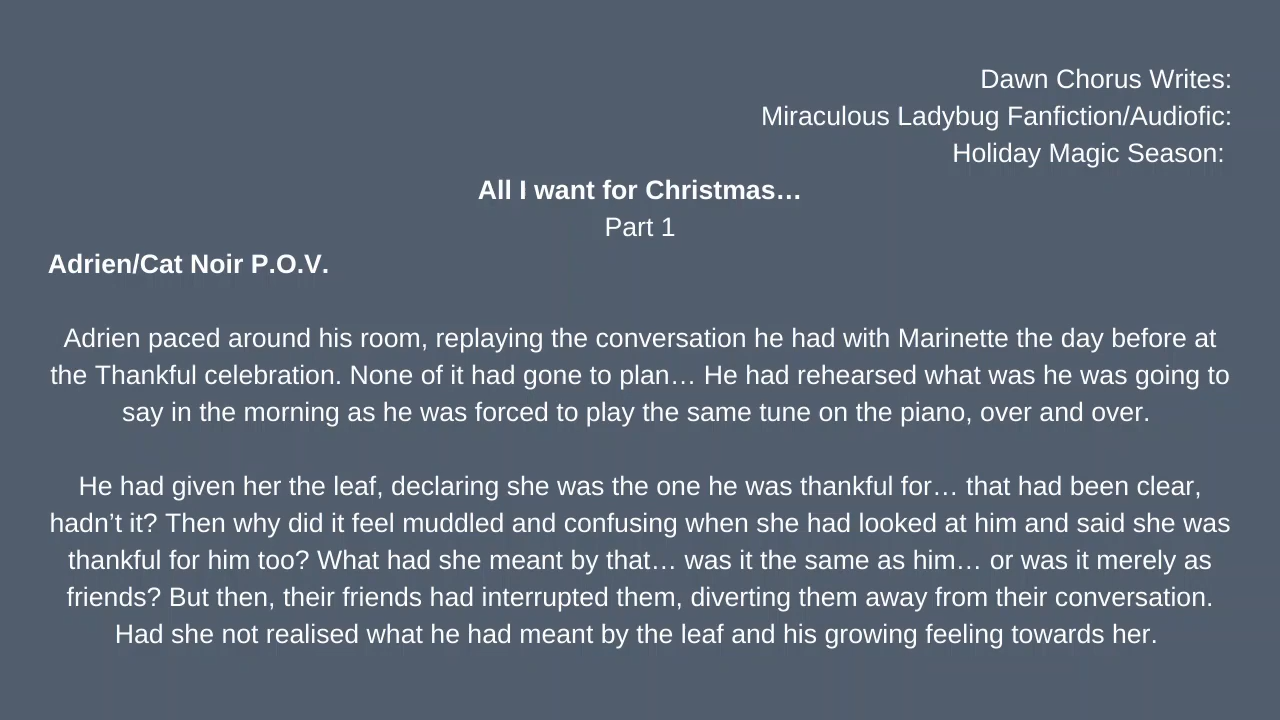 Dawn Chorus Writes:
Miraculous Ladybug Fanfiction/Audiofic:
Holiday Magic Season:
All I want for Christmas…
Part 1
Adrien/Cat Noir P.O.V.
Adrien paced around his room, replaying the conversation he had with Marinette the day before at
the Thankful celebration. None of it had gone to plan… He had rehearsed what was he was going to
say in the morning as he was forced to play the same tune on the piano, over and over.
He had given her the leaf, declaring she was the one he was thankful for… that had been clear,
hadn’t it? Then why did it feel muddled and confusing when she had looked at him and said she was
thankful for him too? What had she meant by that… was it the same as him… or was it merely as
friends? But then, their friends had interrupted them, diverting them away from their conversation.
Had she not realised what he had meant by the leaf and his growing feeling towards her.